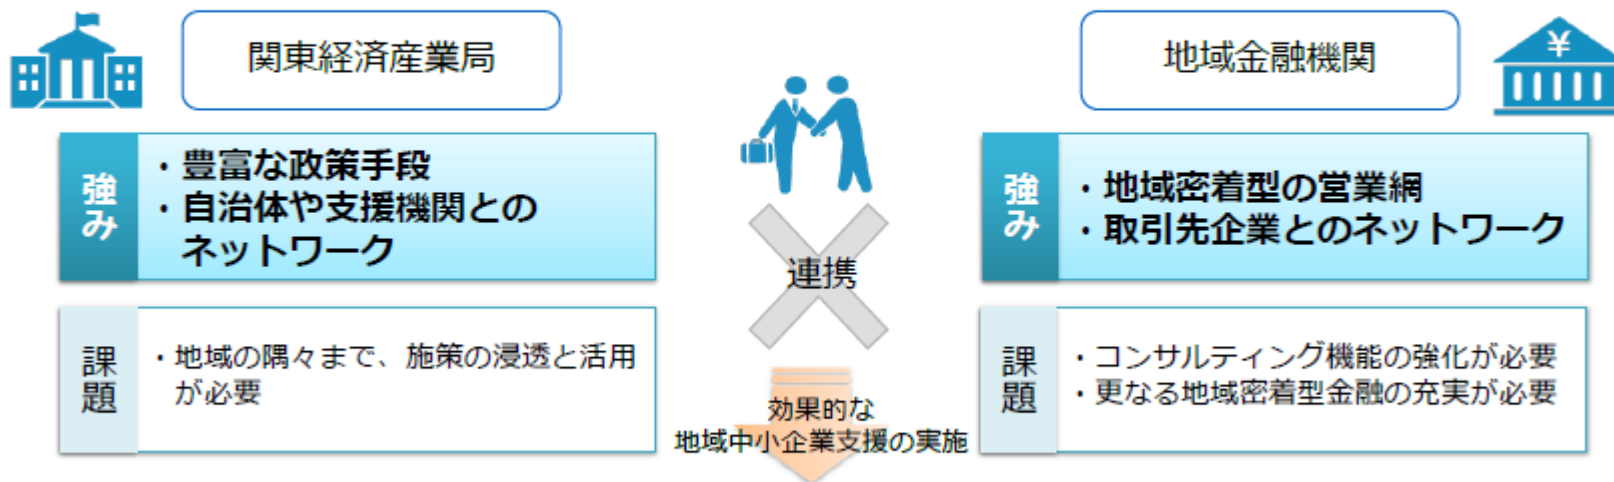 関東経済産業局
強み
・豊富な政策手段
・自治体や支援機関との
ネットワーク
課題
・地域の隅々まで、施策の浸透と活用
が必要
連携
効果的な
地域中小企業支援の実施
地域金融機関
¥
強み
・地域密着型の営業網
・取引先企業とのネットワーク
課題
・コンサルティング機能の強化が必要
・更なる地域密着型金融の充実が必要